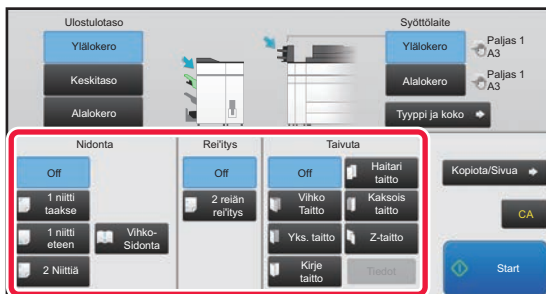 Ulostulotaso
Ylälokero
Keskitaso
Alalokero
Syöttölaite
Ylälokero
Paljas 1
A3
Alalokero
Paljas 1
A3
Tyyppi ja koko
Nidonta
Off
1 niitti
taakse
1 niitti
eteen
2 Niittiä
Vihko-
Sidonta
Rei'itys
Off
2 reiän
rei'itys
Taivuta
Off
Vihko
Taitto
Yks. taitto
Kirje
taitto
Haitari
taitto
Kaksois
taitto
Z-taitto
Tiedot
Kopiota/Sivua
CA
Start